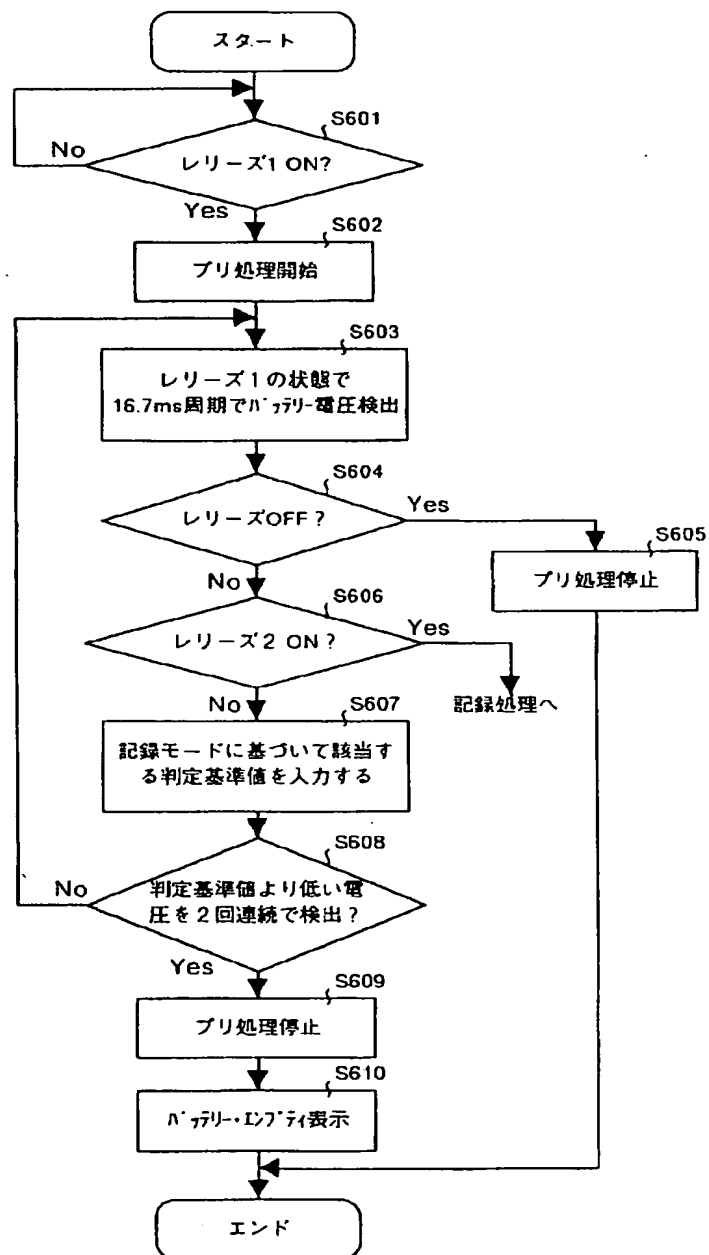 スタート
S601
レリーズ1 ON?
No
Yes
S602
プリ処理開始
S603
レリーズ1の状態で
16.7ms周期でバッテリー電圧検出
S604
レリーズOFF?
Yes
No
S605
プリ処理停止
S606
レリーズ2 ON?
Yes
記録処理へ
No
S607
記録モードに基づいて該当す
る判定基準値を入力する
S608
判定基準値より低い電
圧を2回連続で検出?
No
Yes
S609
プリ処理停止
S610
バッテリー・エンプティ表示
エンド